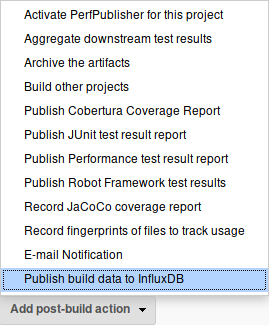 Activate PerfPublisher for this project
Aggregate downstream test results
Archive the artifacts
Build other projects
Publish Cobertura Coverage Report
Publish JUnit test result report
Publish Performance test result report
Publish Robot Framework test results
Record JaCoCo coverage report
Record fingerprints of files to track usage
E-mail Notification
Publish build data to InfluxDB
Add post-build action